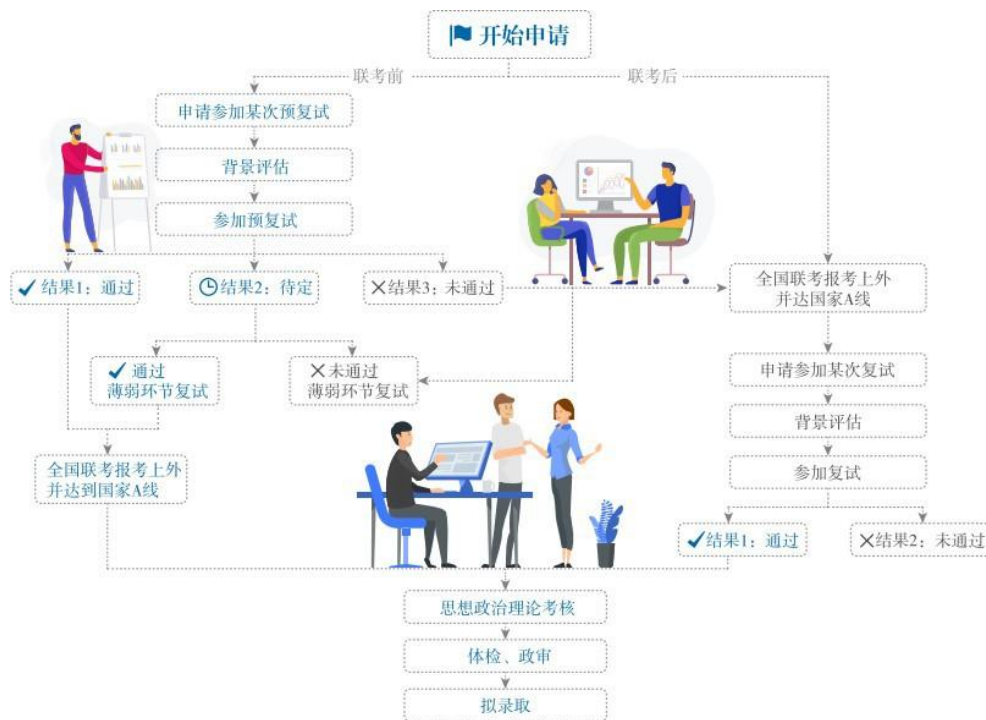 开始申请
联考前
联考后
申请参加某次预复试
背景评估
参加预复试
结果1：通过
结果2：待定
结果3：未通过
全国联考报考上外
并达国家A线
通过
薄弱环节复试
未通过
薄弱环节复试
申请参加某次复试
背景评估
参加复试
全国联考报考上外
并达到国家A线
结果1：通过
结果2：未通过
思想政治理论考核
体检、政审
拟录取